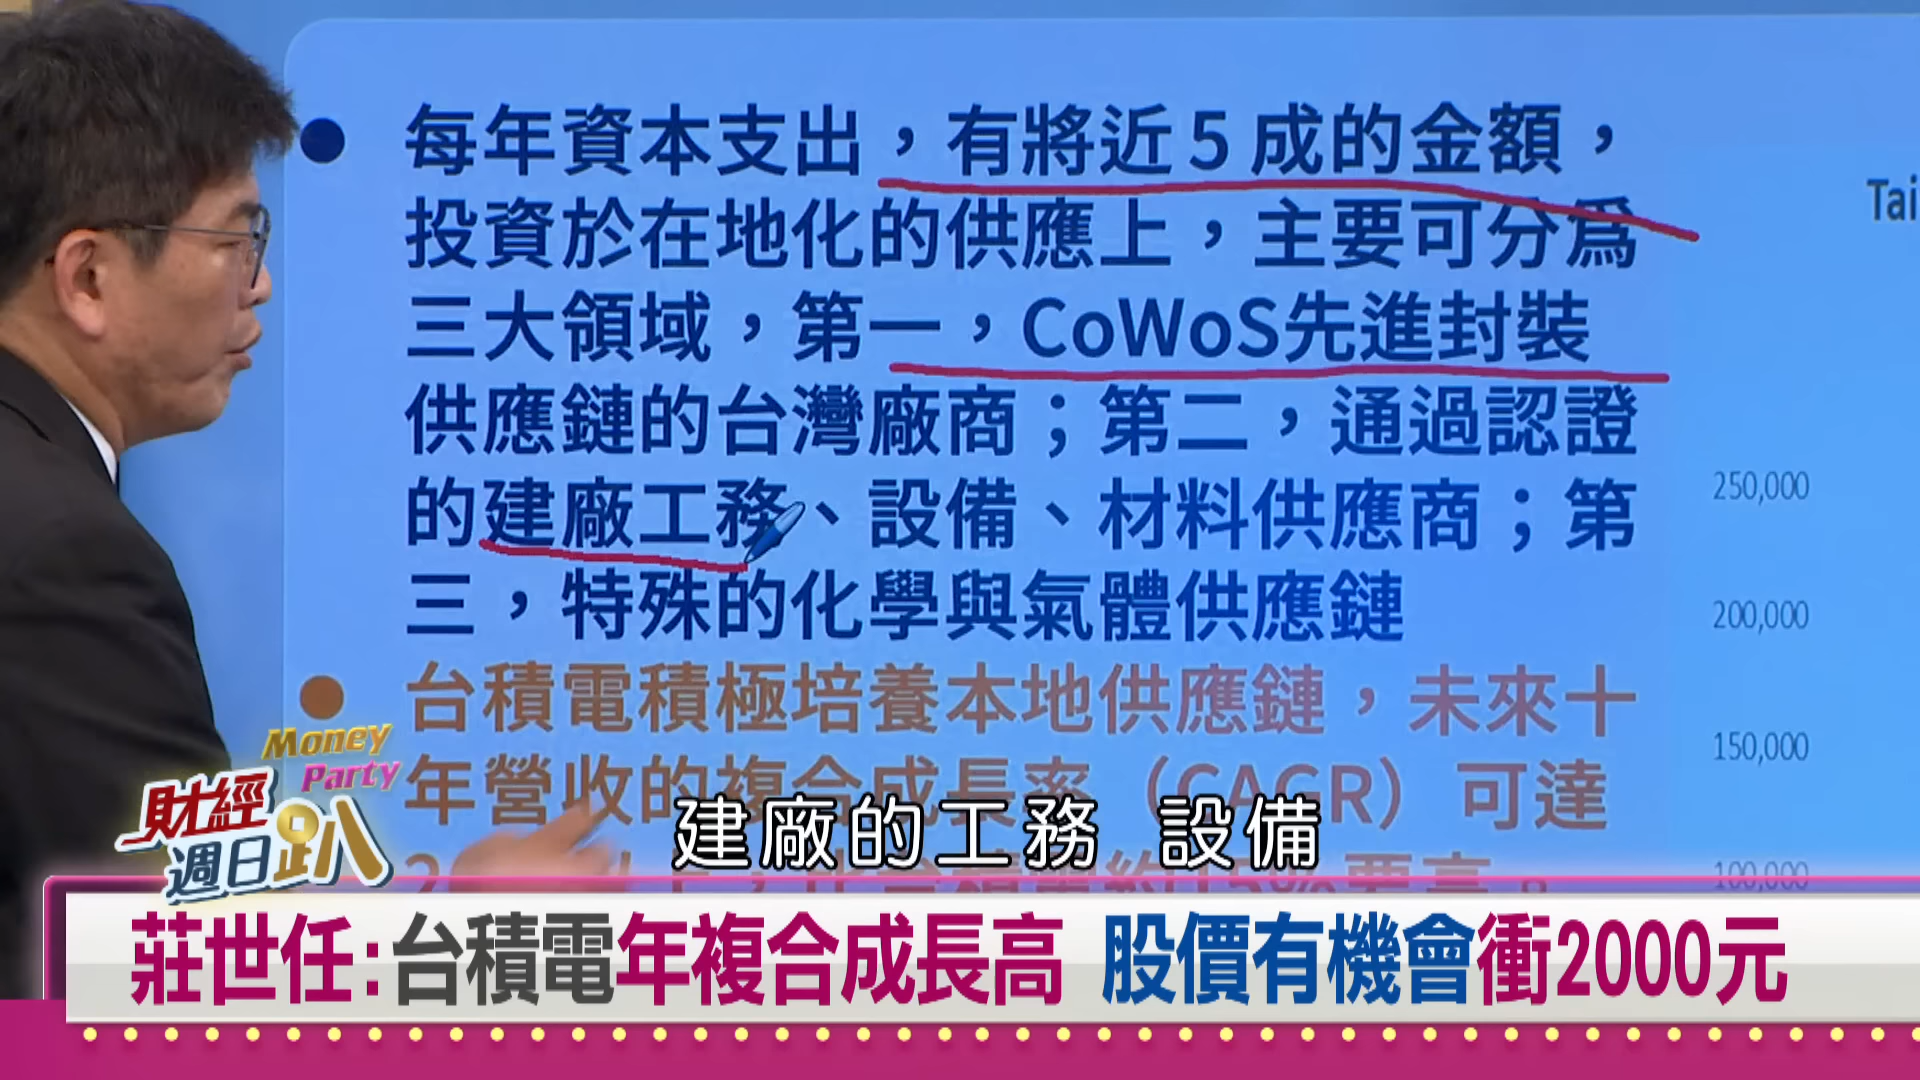 每年資本支出，有將近5成的金額，
投資於在地化的供應上，主要可分為
三大領域，第一，CoWoS先進封裝
供應鏈的台灣廠商；第二，通過認證
的建廠工務、設備、材料供應商；第
三，特殊的化學與氣體供應鏈
台積電積極培養本地供應鏈，未來十
年營收的複合成長率（CAGR）可達
Tai
250,000
200,000
150,000
100,000
Money
Party
財經
週日趴
建廠的工務 設備
莊世任:台積電年複合成長高 股價有機會衝2000元